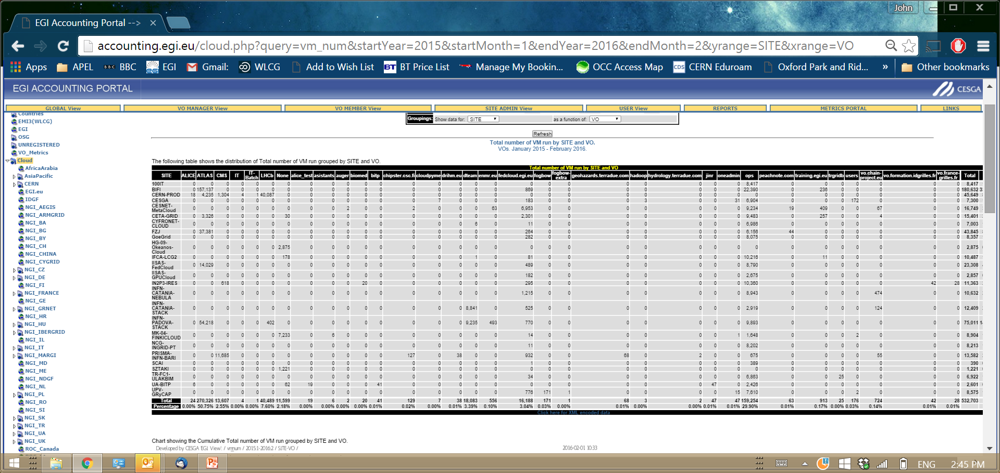 John
EGI Accounting Portal -->
accounting.egi.eu/cloud.php?query=vm_num&startYear=2015&startMonth=1&endYear=2016&endMonth=2&yrange=SITE&xrange=VO
Apps APEL BBC BBC EGI Gmail: WLCG Add to Wish List BT BT Price List Manage My Bookin... OCC Access Map CDS CERN Eduroam Oxford Park and Rid... » Other bookmarks
EGI ACCOUNTING PORTAL CESGA
GLOBAL View VO MANAGER View VO MEMBER View SITE ADMIN View USER View REPORTS METRICS PORTAL LINKS
Countries
EMI3(WLCG)
EGI
OSG
UNREGISTERED
VO_Metrics
Cloud
AfricaArabia
AsiaPacific
CERN
EGI.eu
IDGF
NGI_AEGIS
NGI_ARMGRID
NGI_BA
NGI_BG
NGI_BY
NGI_CH
NGI_CHINA
NGI_CYGRID
NGI_CZ
NGI_DE
NGI_FI
NGI_FRANCE
NGI_GE
NGI_GRNET
NGI_HR
NGI_HU
NGI_IBERGRID
NGI_IL
NGI_IT
NGI_MARGI
NGI_MD
NGI_ME
NGI_NDGF
NGI_NL
NGI_PL
NGI_RO
NGI_SI
NGI_SK
NGI_TR
NGI_UA
NGI_UK
ROC_Canada
Groupings: Show data for: SITE as a function of: VO
Refresh
Total number of VM run by SITE and VO.
VOs. January 2015 - February 2016.
The following table shows the distribution of Total number of VM run grouped by SITE and VO.
Total number of VM run by SITE and VO
SITE ALICE ATLAS CMS IT IT-Batch LHCb None alice_test asistants auger biomed bitp chipster.csc.fi cloudpyme drihm.eu dteam enmr.eu fedcloud.egi.eu fogbow fogbow-extra geohazards.terradue.com hadoop hydrology.terradue.com jinr oneadmin ops peachnote.com training.egi.eu trgridb users vo.chain-project.eu vo.formation.idgrilles.fr vo.france-grilles.fr Total
100IT 0 0 0 0 0 0 0 0 0 0 0 0 0 0 0 0 0 0 0 0 0 0 0 0 0 8,417 0 0 0 0 0 0 0 8,417
BIFI 0 157,137 0 0 0 0 0 0 0 0 0 0 0 0 0 0 0 869 0 0 0 0 0 0 0 22,390 0 236 0 0 0 0 0 180,632
CERN-PROD 18 4,235 1,304 4 1 40,087 0 0 0 0 0 0 0 0 0 0 0 0 0 0 0 0 0 0 0 0 0 0 0 0 0 0 0 45,649
CESGA 0 0 0 0 0 0 0 0 0 0 0 0 0 7 0 0 0 183 0 0 0 3 0 0 31 6,904 0 0 0 172 0 0 0 7,300
CESNET-MetaCloud 0 0 0 0 0 0 0 0 0 2 0 0 2 0 0 0 63 6,953 0 0 0 0 0 0 0 9,234 19 409 0 0 67 0 0 16,749
CETA-GRID 0 3,326 0 0 0 0 30 0 0 0 0 0 0 0 0 0 0 2,301 0 0 0 0 0 0 0 9,483 0 257 0 0 4 0 0 15,401
CYFRONET-CLOUD 0 0 0 0 0 0 0 0 0 0 0 0 0 0 0 6 0 11 0 0 0 0 0 0 0 6,986 0 0 0 0 0 0 0 7,003
FZJ 0 37,381 0 0 0 0 0 0 0 0 0 0 0 0 0 0 0 264 0 0 0 0 0 0 0 6,156 44 0 0 0 0 0 0 43,845
GoeGrid 0 0 0 0 0 0 0 0 0 0 0 0 0 0 0 0 0 282 0 0 0 0 0 0 0 8,075 0 0 0 0 0 0 0 8,357
HG-09-Okeanos-Cloud 0 0 0 0 0 0 2,875 0 0 0 0 0 0 0 0 0 0 0 0 0 0 0 0 0 0 0 0 0 0 0 0 0 0 2,875
IFCA-LCG2 0 0 0 0 0 0 178 0 0 0 0 0 0 0 0 1 0 81 0 0 0 0 0 0 0 10,216 0 11 0 0 0 0 0 10,487
IISAS-FedCloud 0 14,029 0 0 0 0 0 0 0 0 0 0 0 0 0 0 0 489 0 0 0 0 0 0 0 8,790 0 0 0 0 0 0 0 23,308
IISAS-GPUCloud 0 0 0 0 0 0 0 0 0 0 0 0 0 0 0 0 0 182 0 0 0 0 0 0 0 2,675 0 0 0 0 0 0 0 2,857
IN2P3-IRES 0 0 618 0 0 0 0 0 0 0 20 0 0 0 0 0 0 295 0 0 0 0 0 0 0 10,360 0 0 0 0 0 42 28 11,363
INFN-CATANIA-NEBULA 0 0 0 0 0 0 0 0 0 0 0 0 0 0 0 0 0 1,215 0 0 0 0 0 0 0 8,943 0 0 0 0 474 0 0 10,632
INFN-CATANIA-STACK 0 0 0 0 0 0 0 0 0 0 0 0 0 0 0 8,841 0 525 0 0 0 0 0 0 0 2,919 0 0 0 0 124 0 0 12,409
INFN-PADOVA-STACK 0 54,218 0 0 0 402 0 0 0 0 0 0 0 0 0 9,235 493 770 0 0 0 0 0 0 0 9,893 0 0 0 0 0 0 0 75,011
MK-04-FINKICLOUD 0 0 0 0 0 0 7,233 0 6 0 0 0 0 0 0 0 0 14 0 0 0 0 0 0 1 1,648 0 0 0 2 0 0 0 8,904
NCG-INGRID-PT 0 0 0 0 0 0 0 0 0 0 0 0 0 0 0 0 0 11 0 0 0 0 0 0 0 8,202 0 0 0 0 0 0 0 8,213
PRISMA-INFN-BARI 0 0 11,685 0 0 0 0 0 0 0 0 0 127 0 38 0 0 932 0 0 68 0 2 0 0 675 0 0 0 0 55 0 0 13,582
SCAI 0 0 0 0 0 0 0 0 0 0 0 0 0 0 0 0 0 1 0 0 0 0 0 0 0 389 0 0 0 0 0 0 0 390
SZTAKI 0 0 0 0 0 0 1,221 0 0 0 0 0 0 0 0 0 0 0 0 0 0 0 0 0 0 0 0 0 0 0 0 0 0 1,221
TR-FC1-ULAKBIM 0 0 0 0 0 0 0 0 0 0 0 0 0 0 0 0 0 34 0 0 0 0 0 0 0 6,863 0 0 25 0 0 0 0 6,922
UA-BITP 6 0 0 0 0 0 62 19 0 0 0 41 0 0 0 0 0 0 0 0 0 0 0 47 0 2,426 0 0 0 0 0 0 0 2,601
UPV-GRyCAP 0 0 0 0 0 0 0 0 0 0 0 0 0 0 0 0 0 776 171 1 0 0 0 0 15 7,610 0 0 0 2 0 0 0 8,575
Total 24 270,326 13,607 4 1 40,489 11,599 19 6 2 20 41 129 7 38 18,083 556 16,188 171 1 68 3 2 47 47 159,254 63 913 25 176 724 42 28 532,703
Percentage 0.00% 50.75% 2.55% 0.00% 0.00% 7.60% 2.18% 0.00% 0.00% 0.00% 0.00% 0.01% 0.02% 0.00% 0.01% 3.39% 0.10% 3.04% 0.03% 0.00% 0.01% 0.00% 0.00% 0.01% 0.01% 29.90% 0.01% 0.17% 0.00% 0.03% 0.14% 0.01% 0.01%
Click here for XML encoded data
Chart showing the Cumulative Total number of VM run grouped by SITE and VO.
Developed by CESGA 'EGI View': / vmnum / 2015:1-2016:2 / SITE-VO / 2016-02-01 10:33
ENG 2:45 PM